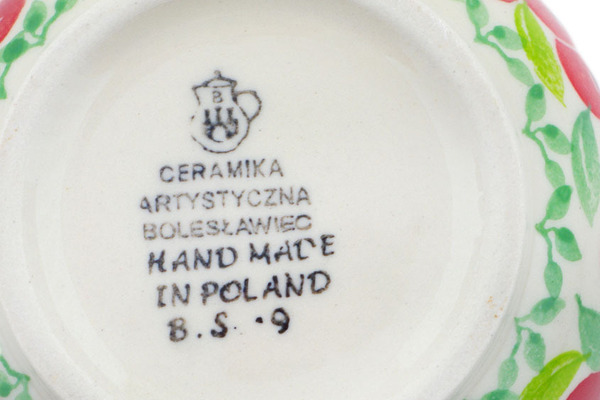 B
CERAMIKA
ARTYSTYCZNA
BOLESŁAWIEC
HAND MADE
IN POLAND
B.S. 9